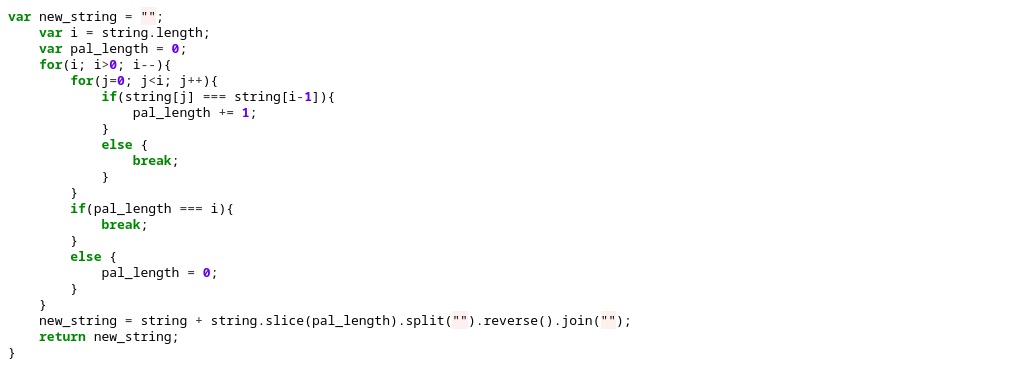 var new_string = "";
    var i = string.length;
    var pal_length = 0;
    for(i; i>0; i--){
        for(j=0; j<i; j++){
            if(string[j] === string[i-1]){
                pal_length += 1;
            }
            else {
                break;
            }
        }
        if(pal_length === i){
            break;
        }
        else {
            pal_length = 0;
        }
    }
    new_string = string + string.slice(pal_length).split("").reverse().join("");
    return new_string;
}